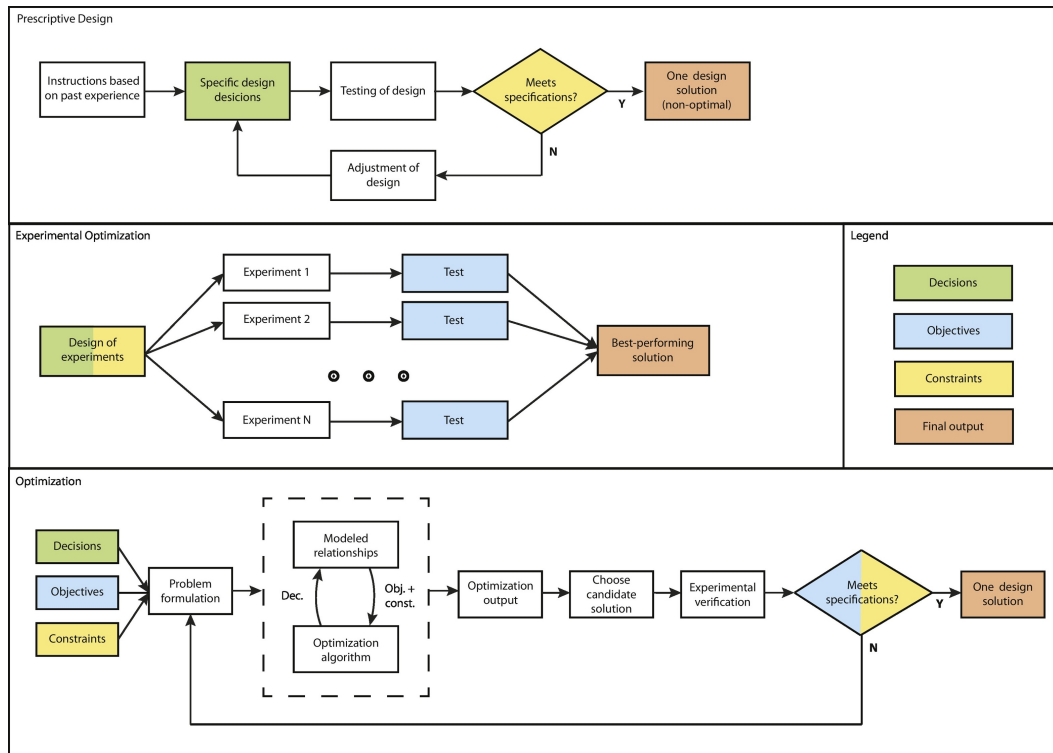 Prescriptive Design
Instructions based
on past experience
Specific design
desicions
Testing of design
Meets
specifications?
Y
One design
solution
(non-optimal)
N
Adjustment of
design
Experimental Optimization
Experiment 1
Test
Experiment 2
Test
Design of
experiments
Best-performing
solution
Experiment N
Test
Legend
Decisions
Objectives
Constraints
Final output
Optimization
Decisions
Objectives
Constraints
Problem
formulation
Modeled
relationships
Dec.
Obj. +
const.
Optimization
algorithm
Optimization
output
Choose
candidate
solution
Experimental
verification
Meets
specifications?
Y
One design
solution
N